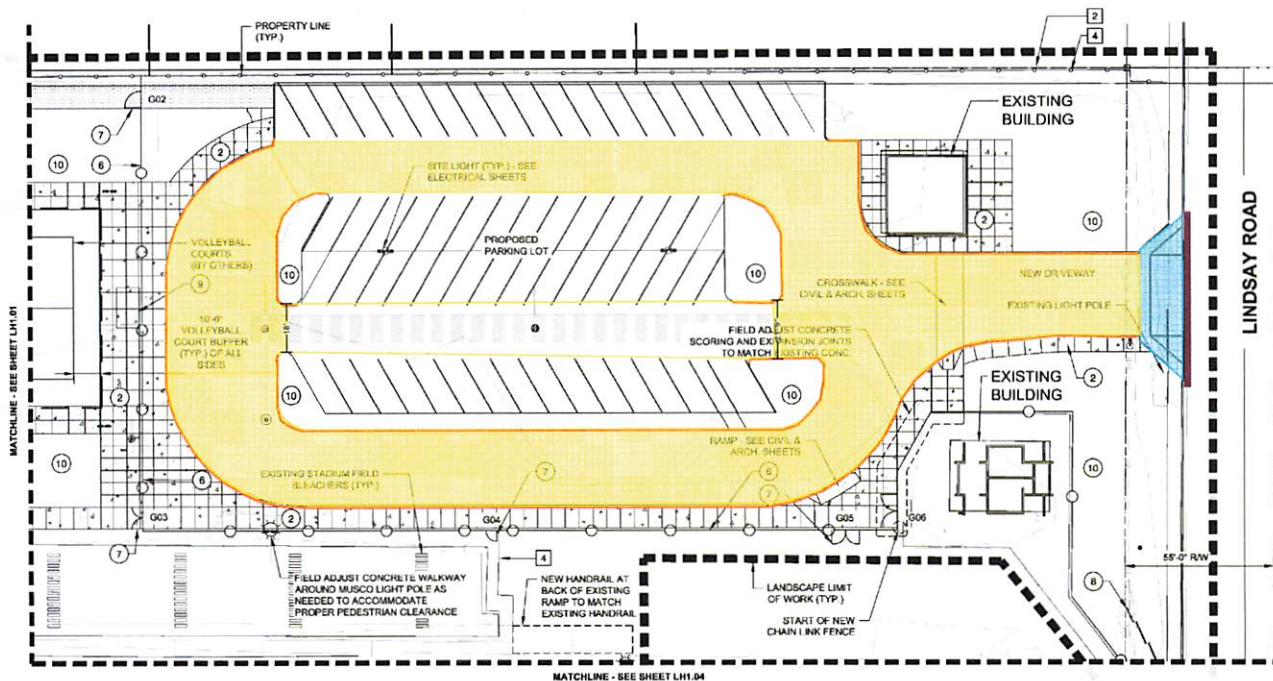 PROPERTY LINE
(TYP.)
2
4
G02
7
10
6
2
EXISTING
BUILDING
SITE LIGHT (TYP.) - SEE
ELECTRICAL SHEETS
2
10
LINDSAY ROAD
VOLLEYBALL
COURTS
(BY OTHERS)
9
10
PROPOSED
PARKING LOT
10
CROSSWALK - SEE
CIVIL & ARCH. SHEETS
NEW DRIVEWAY
EXISTING LIGHT POLE
10'-0"
VOLLEYBALL
COURT BUFFER
(TYP.) OF ALL
SIDES
FIELD ADJUST CONCRETE
SCORING AND EXPANSION JOINTS
TO MATCH EXISTING CONC.
MATCHLINE - SEE SHEET LH1.01
2
10
10
2
EXISTING
BUILDING
10
EXISTING STADIUM FIELD
BLEACHERS (TYP.)
7
RAMP - SEE CIVIL &
ARCH. SHEETS
6
7
10
6
G03
2
G04
G05
G06
7
4
FIELD ADJUST CONCRETE WALKWAY
AROUND MUSCO LIGHT POLE AS
NEEDED TO ACCOMMODATE
PROPER PEDESTRIAN CLEARANCE
NEW HANDRAIL AT
BACK OF EXISTING
RAMP TO MATCH
EXISTING HANDRAIL
LANDSCAPE LIMIT
OF WORK (TYP.)
START OF NEW
CHAIN LINK FENCE
55'-0" R/W
8
MATCHLINE - SEE SHEET LH1.04